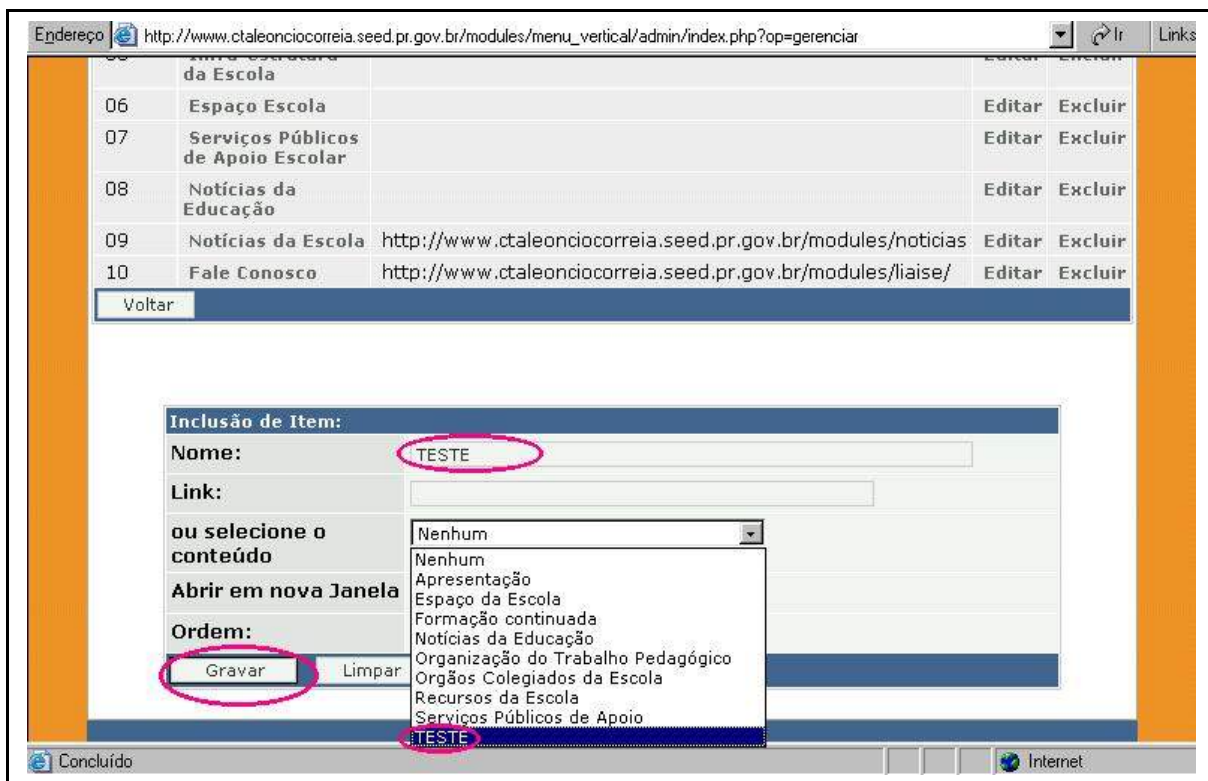 Endereço http://www.ctaleonciocorreia.seed.pr.gov.br/modules/menu_vertical/admin/index.php?op=gerenciar Ir Links
da Escola
06 Espaço Escola Editar Excluir
07 Serviços Públicos de Apoio Escolar Editar Excluir
08 Notícias da Educação Editar Excluir
09 Notícias da Escola http://www.ctaleonciocorreia.seed.pr.gov.br/modules/noticias Editar Excluir
10 Fale Conosco http://www.ctaleonciocorreia.seed.pr.gov.br/modules/liaise/ Editar Excluir
Voltar
Inclusão de Item:
Nome: TESTE
Link:
ou selecione o conteúdo Nenhum
Nenhum
Apresentação
Espaço da Escola
Formação continuada
Notícias da Educação
Organização do Trabalho Pedagógico
Orgãos Colegiados da Escola
Recursos da Escola
Serviços Públicos de Apoio
TESTE
Abrir em nova Janela
Ordem:
Gravar Limpar
Concluído Internet